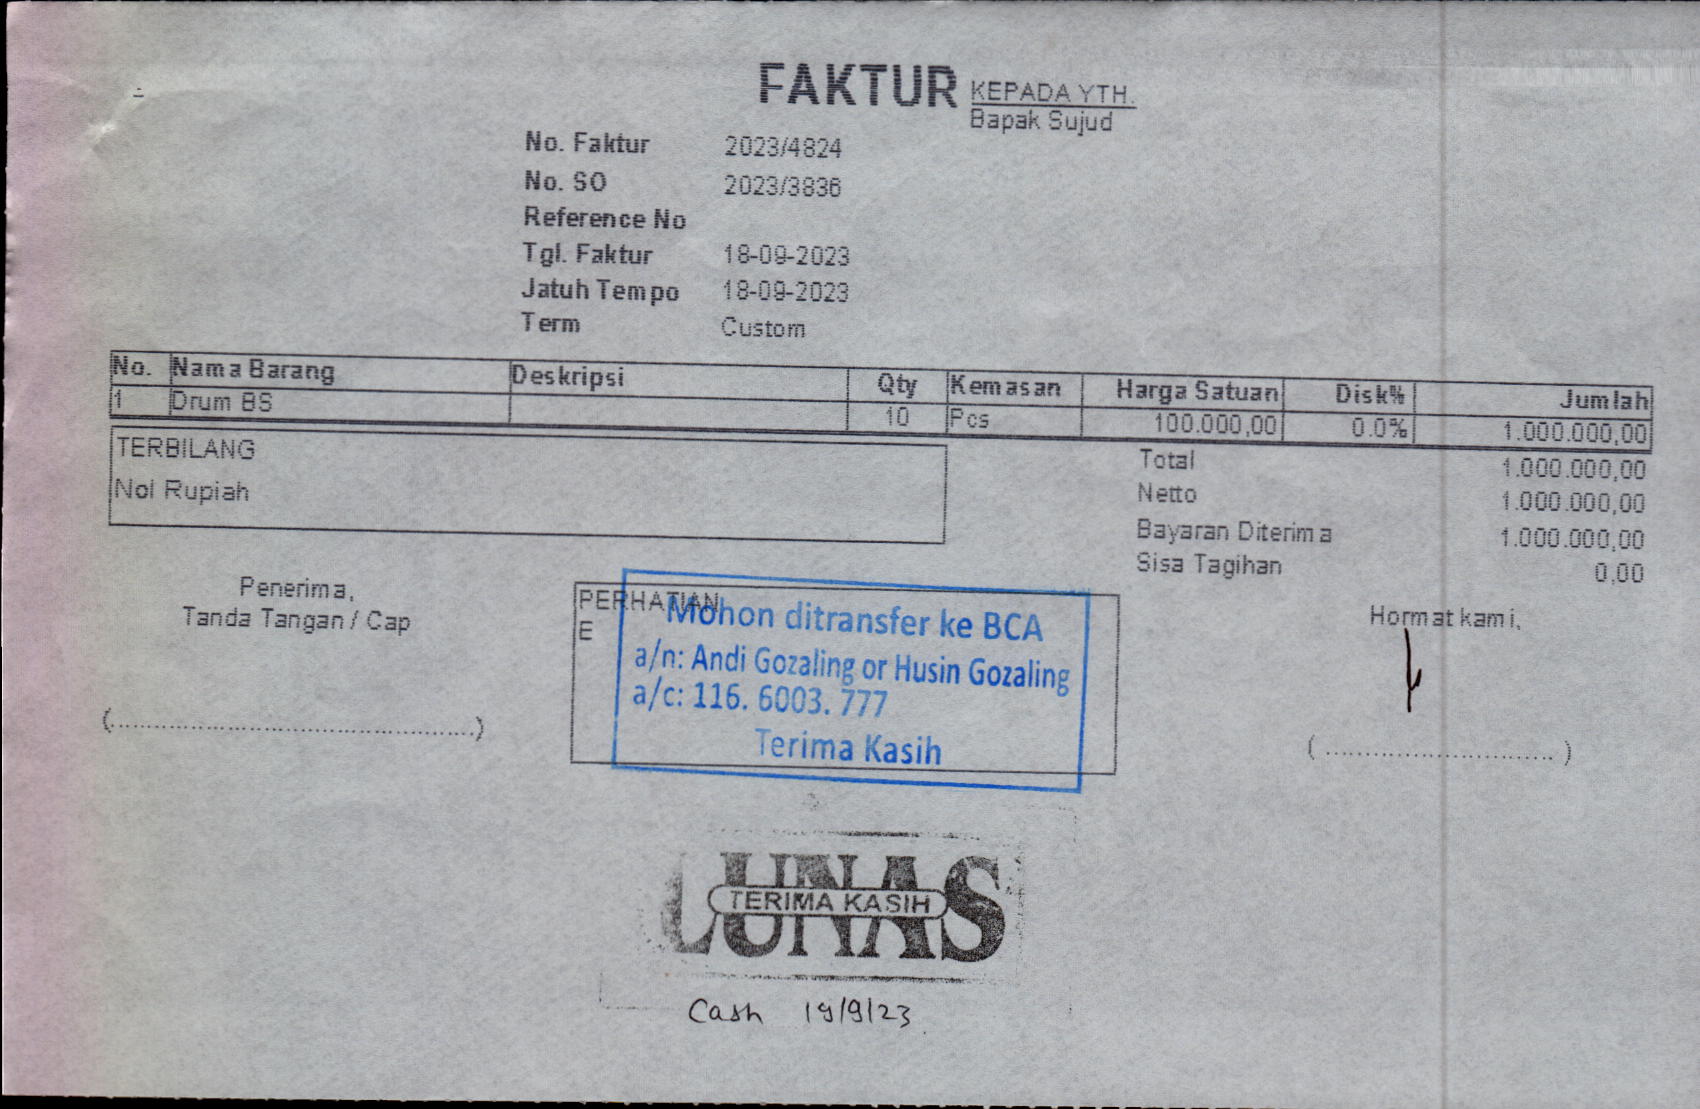 FAKTUR
KEPADA YTH.
Bapak Sujud
No. Faktur 2023/4824
No. SO 2023/3836
Reference No
Tgl. Faktur 18-09-2023
Jatuh Tempo 18-09-2023
Term Custom
No. Nama Barang Deskripsi Qty Kemasan Harga Satuan Disk% Jumlah
1 Drum BS 10 Pcs 100.000,00 0.0% 1.000.000,00
TERBILANG
Nol Rupiah
Total 1.000.000,00
Netto 1.000.000,00
Bayaran Diterima 1.000.000,00
Sisa Tagihan 0,00
Penerima,
Tanda Tangan / Cap
(..............................................)
PERHATIAN
E
Mohon ditransfer ke BCA
a/n: Andi Gozaling or Husin Gozaling
a/c: 116. 6003. 777
Terima Kasih
Hormat kami,
( ............................. )
LUNAS
TERIMA KASIH
Cash 19/9/23